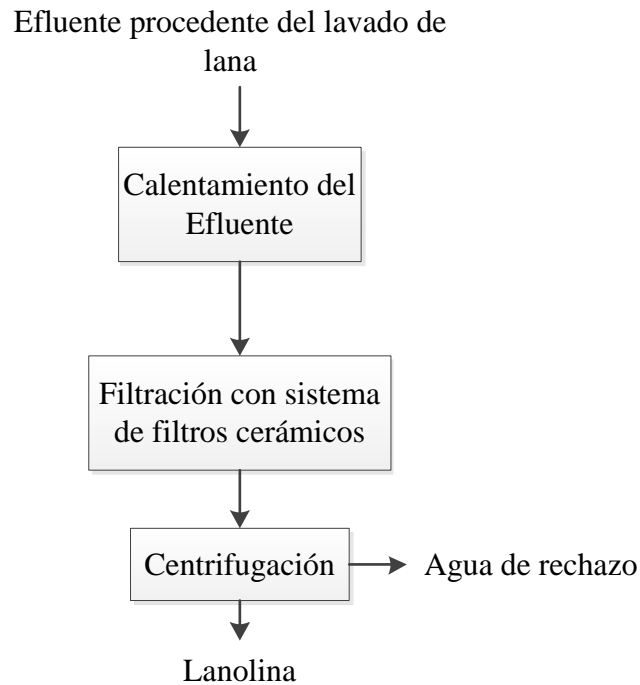 Efluente procedente del lavado de
lana
Calentamiento del
Efluente
Filtración con sistema
de filtros cerámicos
Centrifugación
Agua de rechazo
Lanolina